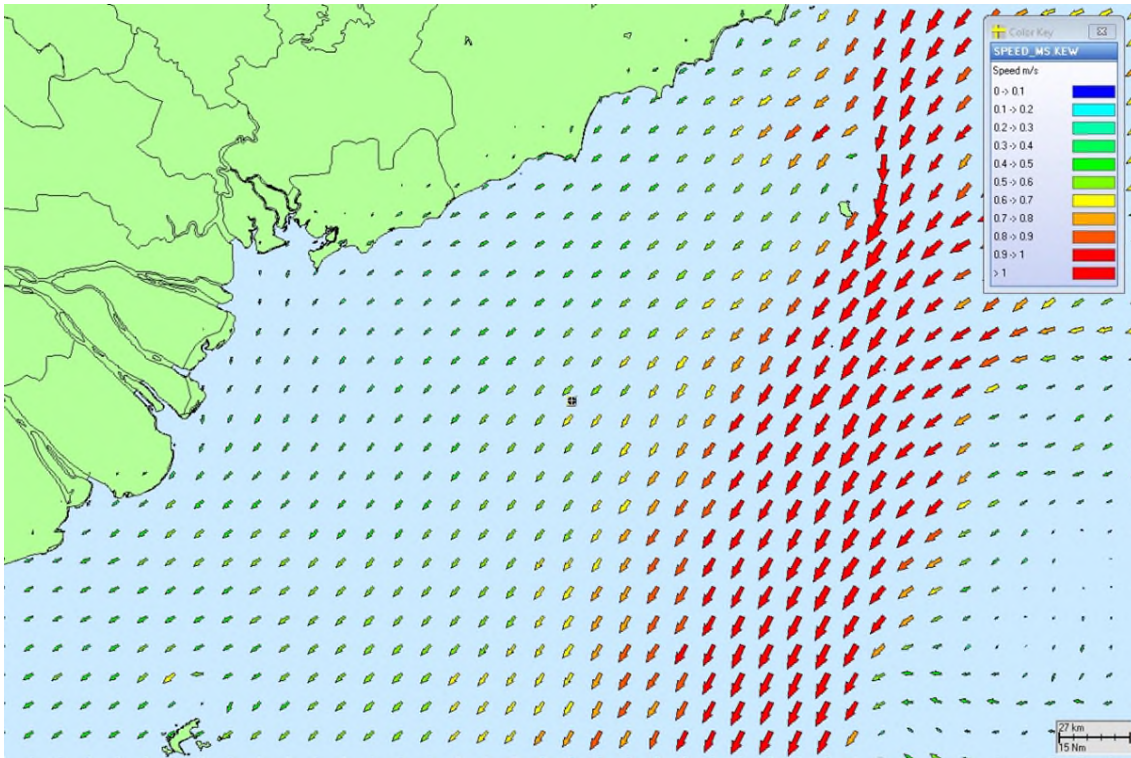 Color Key
SPEED_MS.KEW
Speed m/s
0 -> 0.1
0.1 -> 0.2
0.2 -> 0.3
0.3 -> 0.4
0.4 -> 0.5
0.5 -> 0.6
0.6 -> 0.7
0.7 -> 0.8
0.8 -> 0.9
0.9 -> 1
> 1
27 km
15 Nm